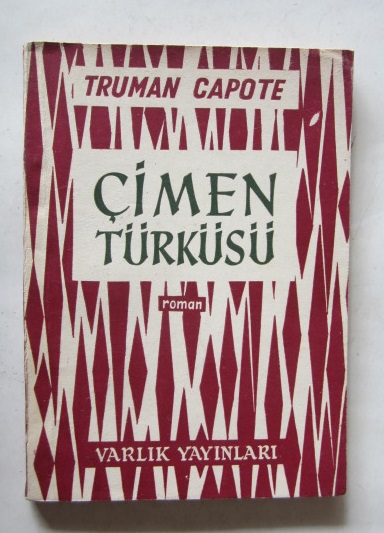 TRUMAN CAPOTE
ÇİMEN
TÜRKÜSÜ
roman
VARLIK YAYINLARI